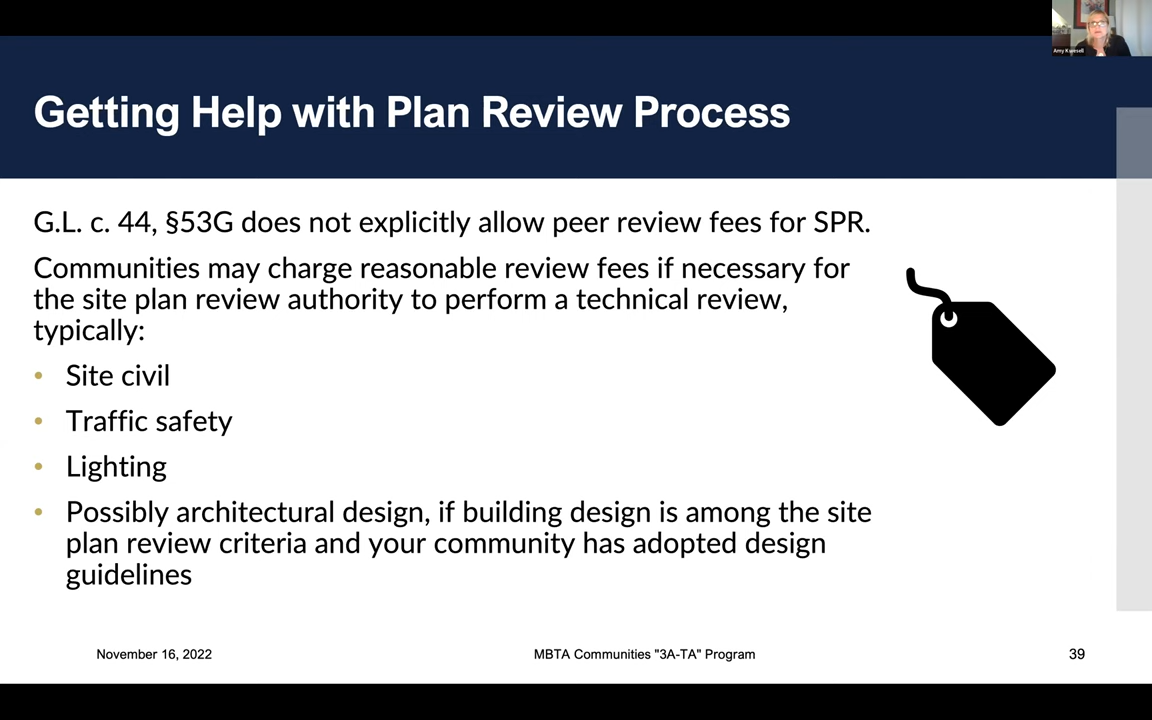 Amy Kwesell
Getting Help with Plan Review Process
G.L. c. 44, §53G does not explicitly allow peer review fees for SPR.
Communities may charge reasonable review fees if necessary for
the site plan review authority to perform a technical review,
typically:
• Site civil
• Traffic safety
• Lighting
• Possibly architectural design, if building design is among the site
plan review criteria and your community has adopted design
guidelines
November 16, 2022
MBTA Communities "3A-TA" Program
39